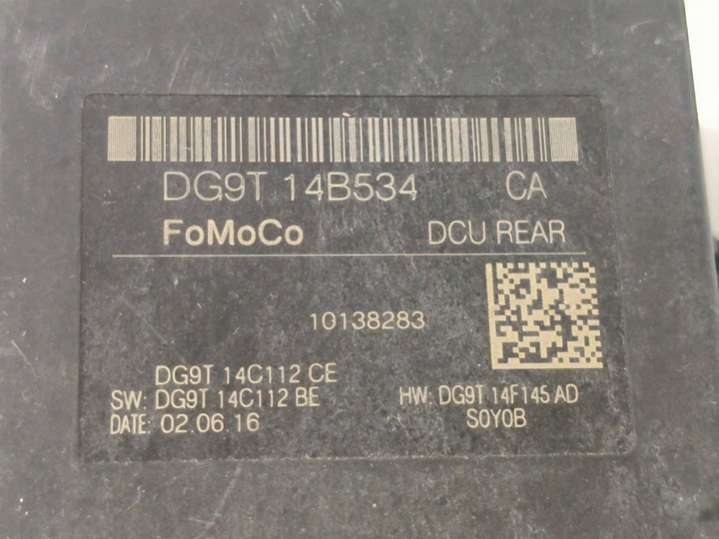 DG9T 14B534 CA
FoMoCo DCU REAR
10138283
DG9T 14C112 CE
SW: DG9T 14C112 BE HW: DG9T 14F145 AD
DATE: 02.06.16 S0Y0B